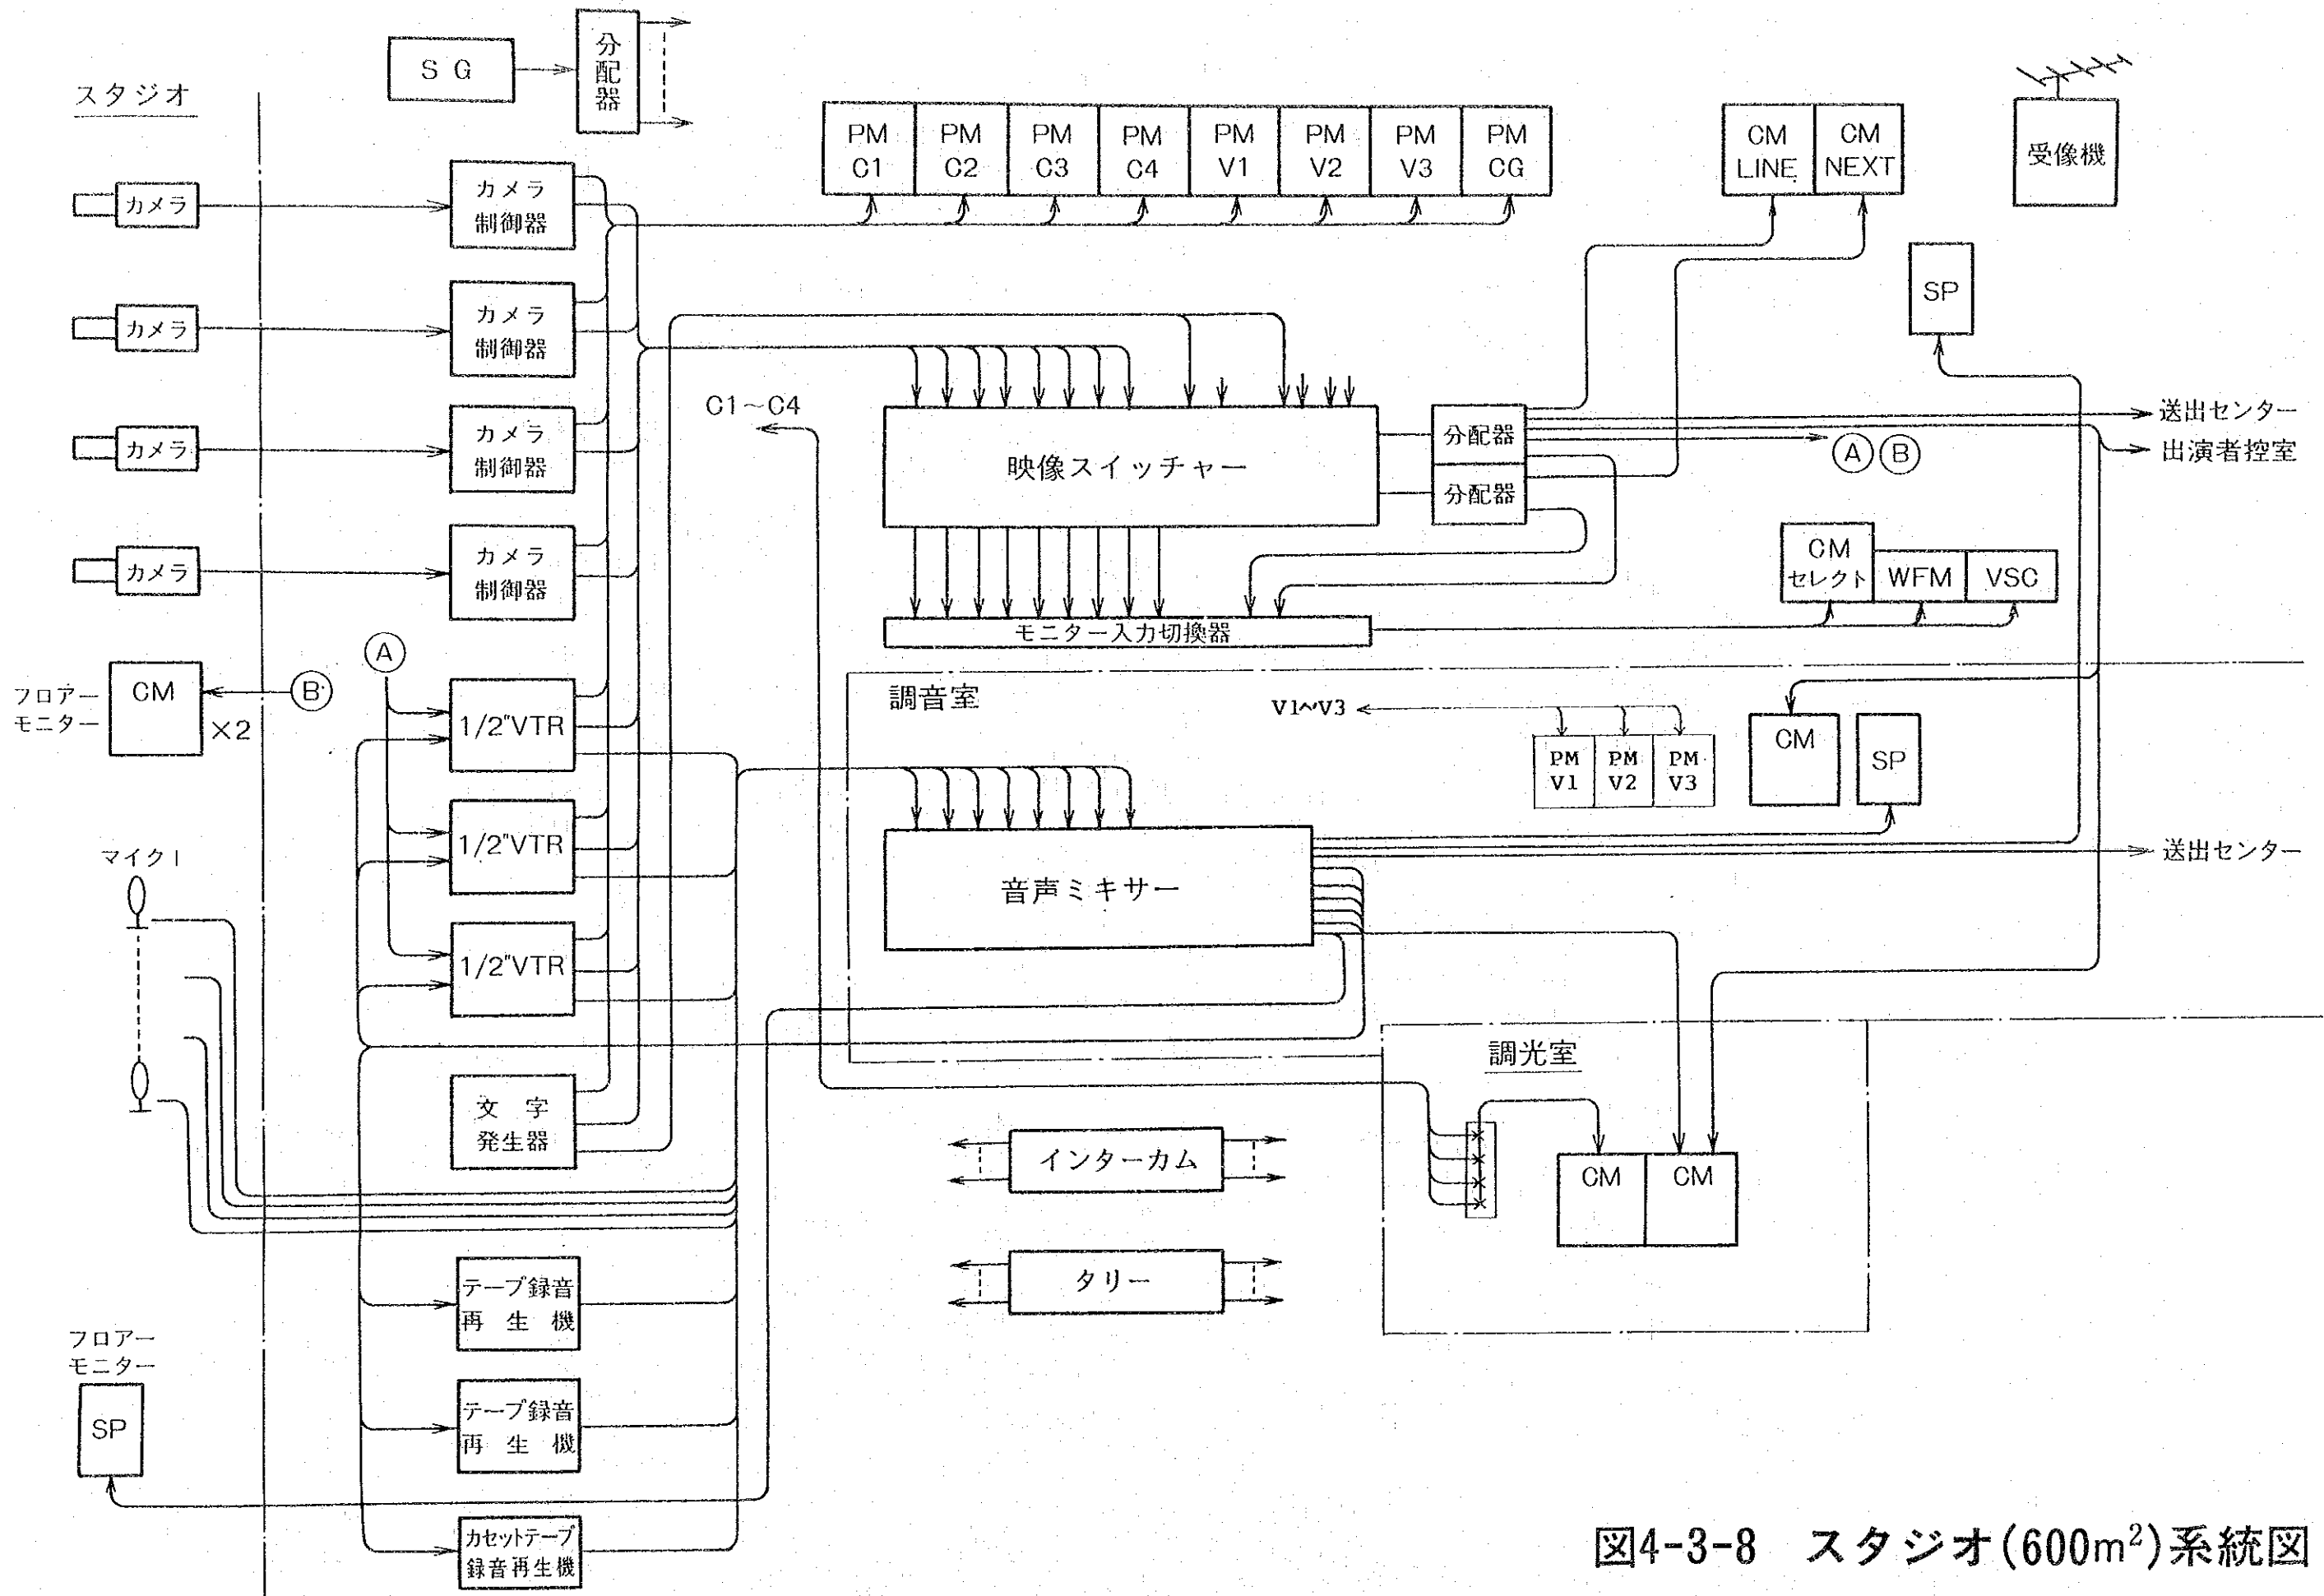 スタジオ
S G
分配器
PM
C1
PM
C2
PM
C3
PM
C4
PM
V1
PM
V2
PM
V3
PM
CG
CM
LINE
CM
NEXT
受像機
カメラ
カメラ
制御器
カメラ
カメラ
制御器
カメラ
カメラ
制御器
カメラ
カメラ
制御器
SP
C1～C4
映像スイッチャー
分配器
分配器
送出センター
出演者控室
A B
CM
セレクト
WFM
VSC
モニター入力切換器
フロアー
モニター
CM
×2
B
A
1/2"VTR
1/2"VTR
1/2"VTR
調音室
V1～V3
PM
V1
PM
V2
PM
V3
CM
SP
音声ミキサー
送出センター
マイク1
文 字
発生器
調光室
CM
CM
インターカム
タリー
テープ録音
再 生 機
テープ録音
再 生 機
カセットテープ
録音再生機
フロアー
モニター
SP
図4-3-8 スタジオ(600m²)系統図